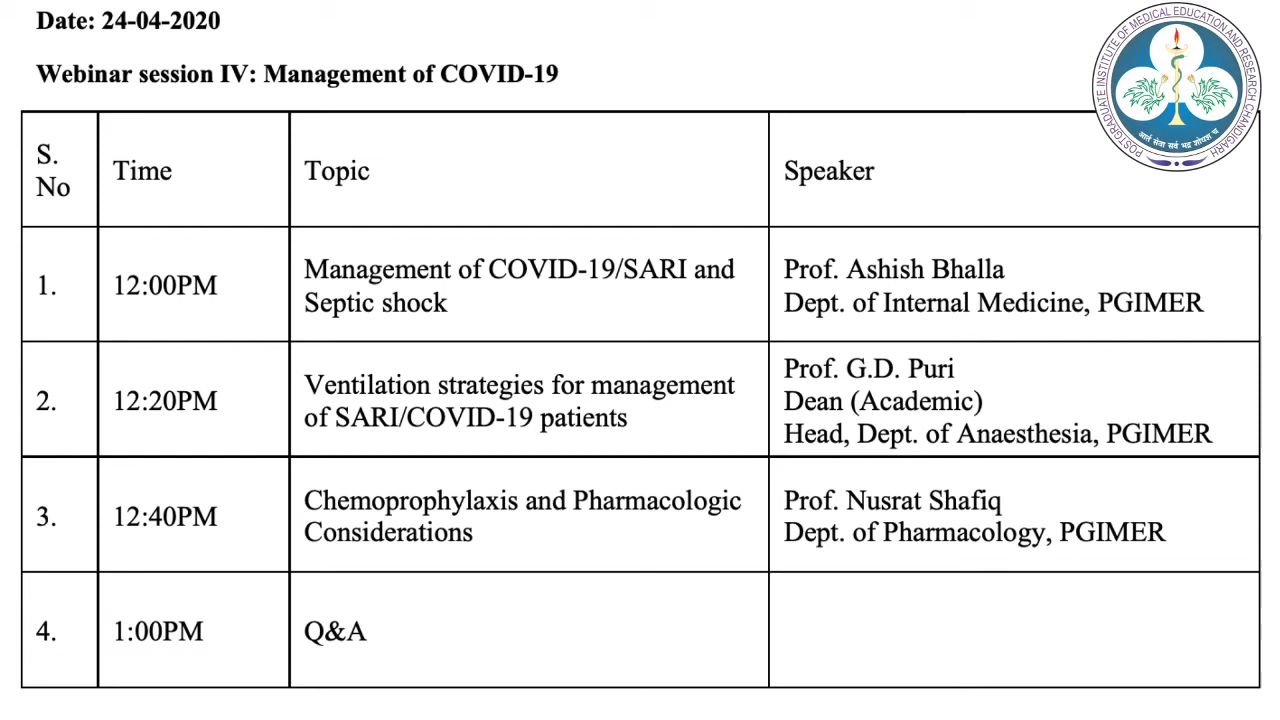 Date: 24-04-2020
Webinar session IV: Management of COVID-19
POSTGRADUATE INSTITUTE OF MEDICAL EDUCATION AND RESEARCH CHANDIGARH
आर्त सेवा सर्व भद्र शोधश्च च
S.
No
Time
Topic
Speaker
1.
12:00PM
Management of COVID-19/SARI and
Septic shock
Prof. Ashish Bhalla
Dept. of Internal Medicine, PGIMER
2.
12:20PM
Ventilation strategies for management
of SARI/COVID-19 patients
Prof. G.D. Puri
Dean (Academic)
Head, Dept. of Anaesthesia, PGIMER
3.
12:40PM
Chemoprophylaxis and Pharmacologic
Considerations
Prof. Nusrat Shafiq
Dept. of Pharmacology, PGIMER
4.
1:00PM
Q&A